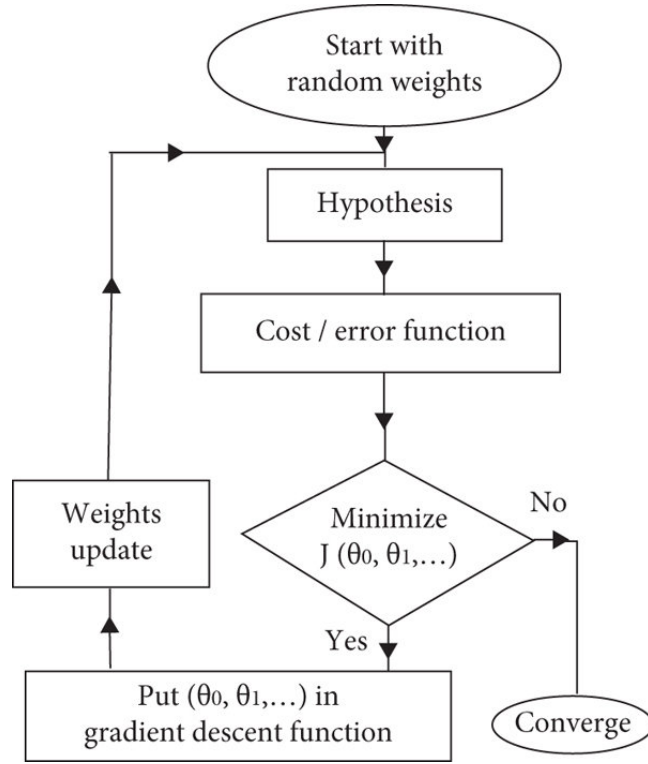 Start with
random weights
Hypothesis
Cost / error function
Minimize
J (θ0, θ1,...)
No
Yes
Weights
update
Put (θ0, θ1,...) in
gradient descent function
Converge